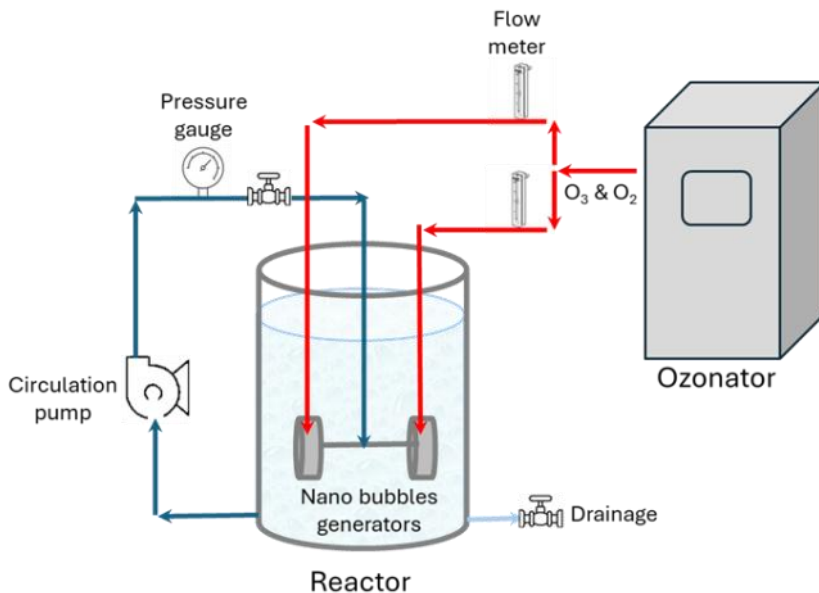 Flow
meter
Pressure
gauge
O₃ & O₂
Ozonator
Circulation
pump
Nano bubbles
generators
Drainage
Reactor